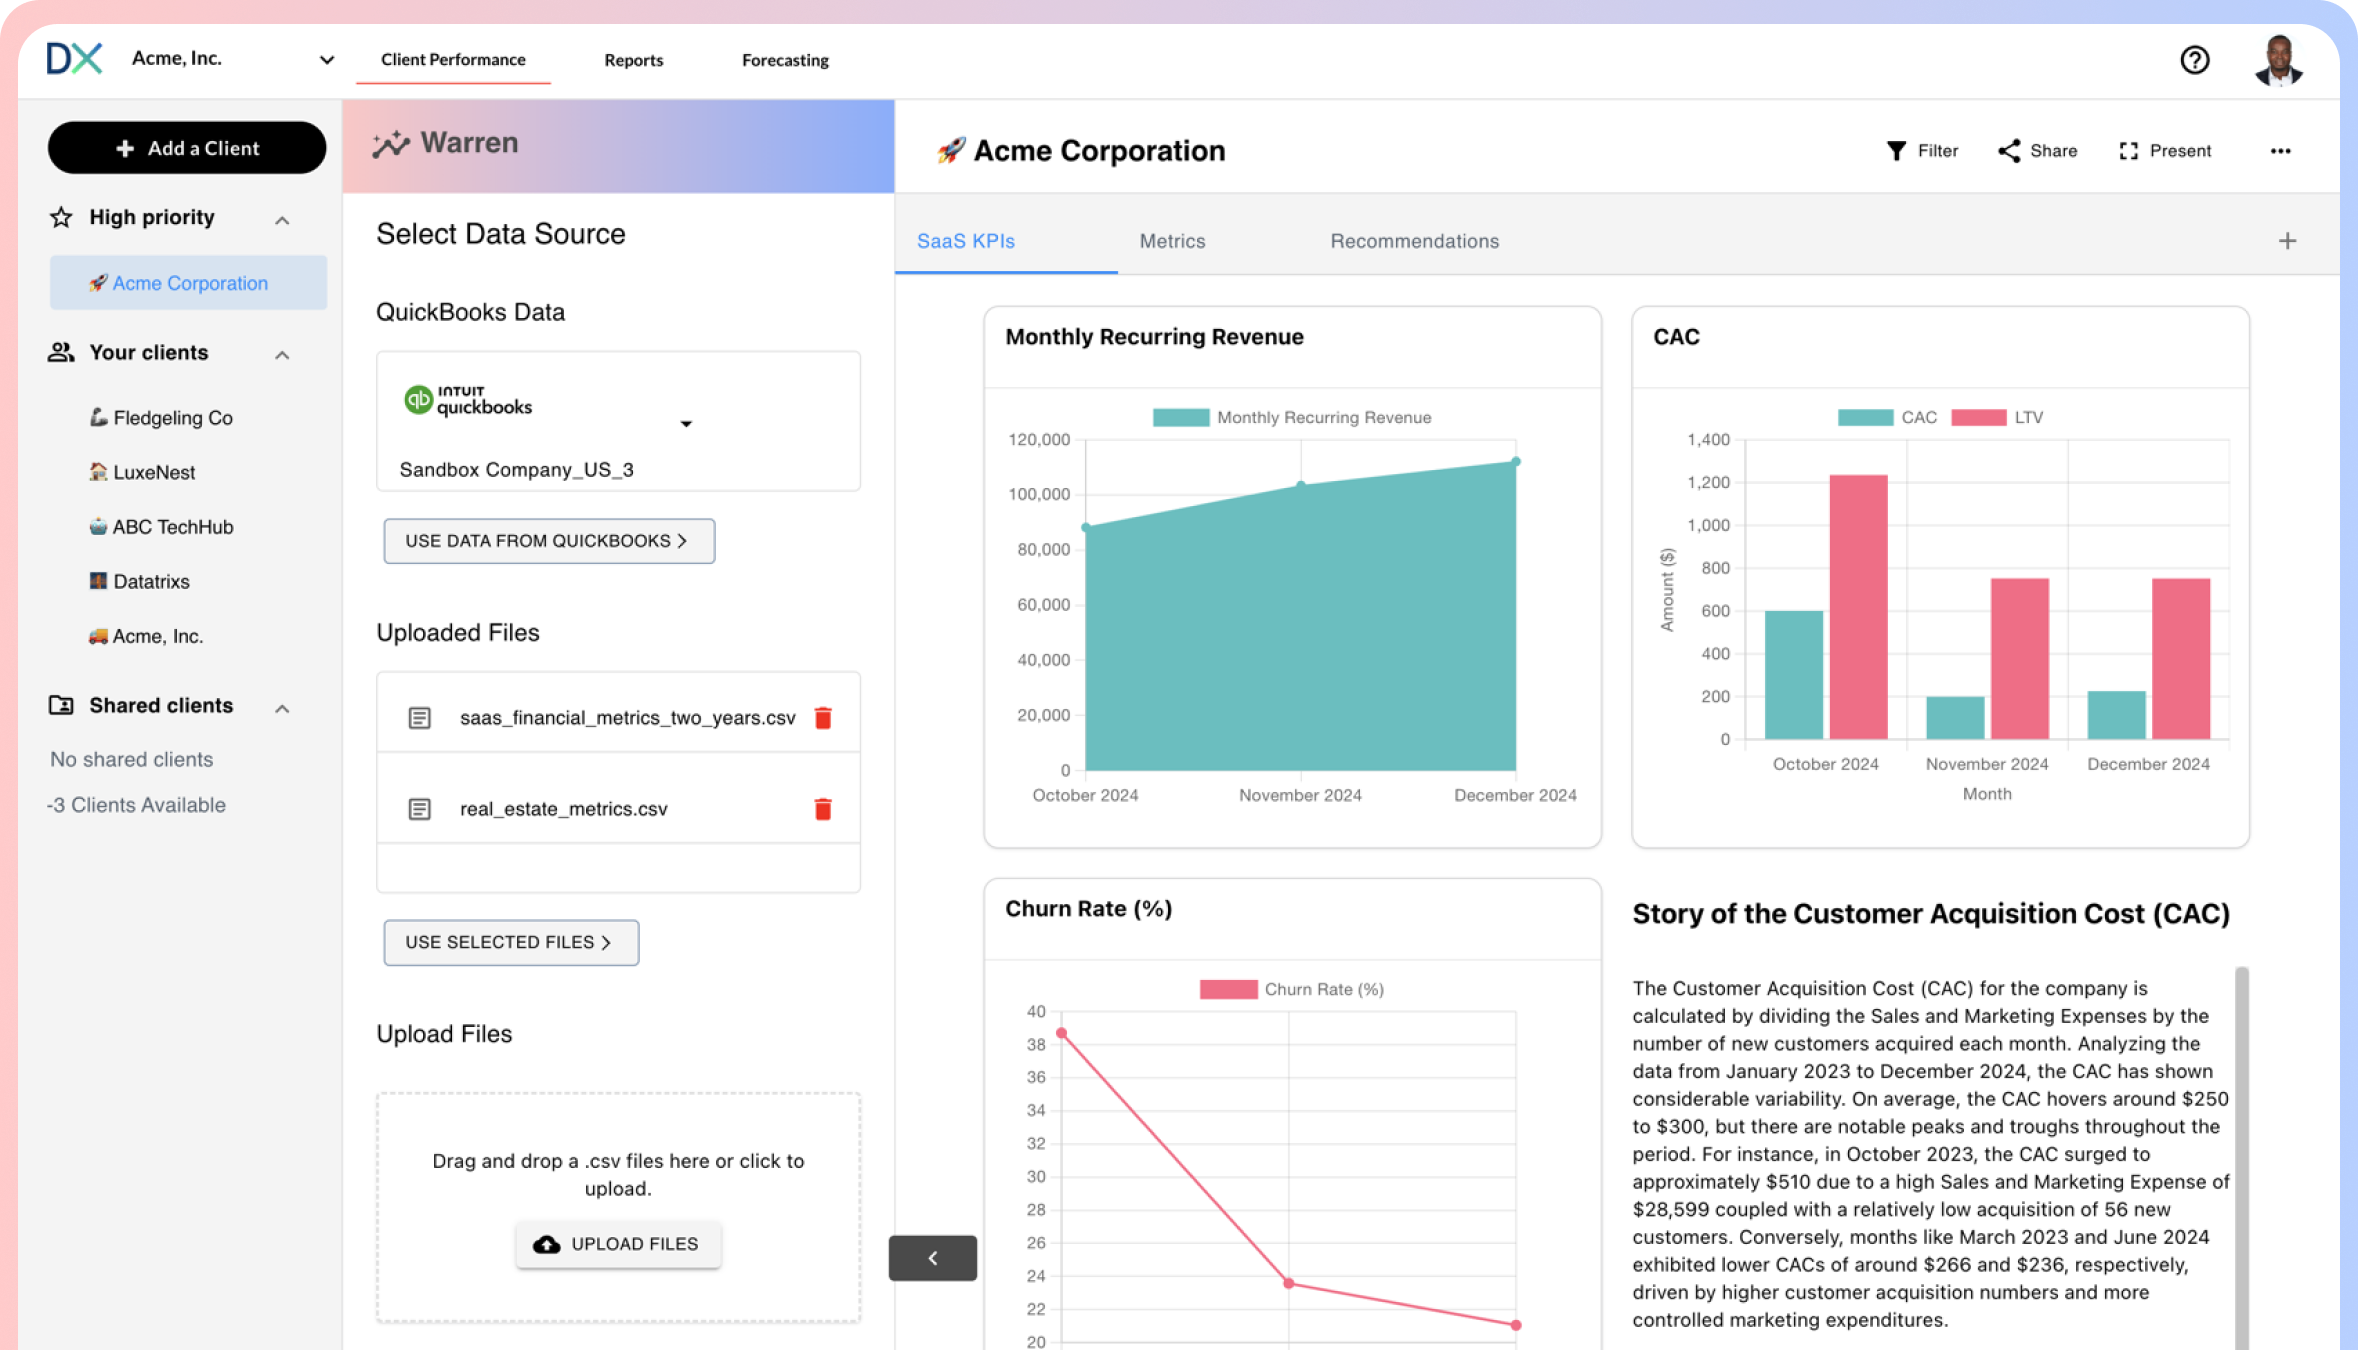 DX
Acme, Inc.
Client Performance
Reports
Forecasting
Add a Client
High priority
Acme Corporation
Your clients
Fledgeling Co
LuxeNest
ABC TechHub
Datatrixs
Acme, Inc.
Shared clients
No shared clients
-3 Clients Available
Warren
Select Data Source
QuickBooks Data
qb INTUIT
quickbooks
Sandbox Company_US_3
USE DATA FROM QUICKBOOKS
Uploaded Files
saas_financial_metrics_two_years.csv
real_estate_metrics.csv
USE SELECTED FILES
Upload Files
Drag and drop a .csv files here or click to
upload.
UPLOAD FILES
Acme Corporation
Filter
Share
Present
SaaS KPIs
Metrics
Recommendations
Monthly Recurring Revenue
Monthly Recurring Revenue
120,000
100,000
80,000
60,000
40,000
20,000
0
October 2024
November 2024
December 2024
CAC
CAC
LTV
1,400
1,200
1,000
800
600
400
200
0
Amount ($)
October 2024
November 2024
December 2024
Month
Churn Rate (%)
Churn Rate (%)
40
38
36
34
32
30
28
26
24
22
20
Story of the Customer Acquisition Cost (CAC)
The Customer Acquisition Cost (CAC) for the company is
calculated by dividing the Sales and Marketing Expenses by the
number of new customers acquired each month. Analyzing the
data from January 2023 to December 2024, the CAC has shown
considerable variability. On average, the CAC hovers around $250
to $300, but there are notable peaks and troughs throughout the
period. For instance, in October 2023, the CAC surged to
approximately $510 due to a high Sales and Marketing Expense of
$28,599 coupled with a relatively low acquisition of 56 new
customers. Conversely, months like March 2023 and June 2024
exhibited lower CACs of around $266 and $236, respectively,
driven by higher customer acquisition numbers and more
controlled marketing expenditures.